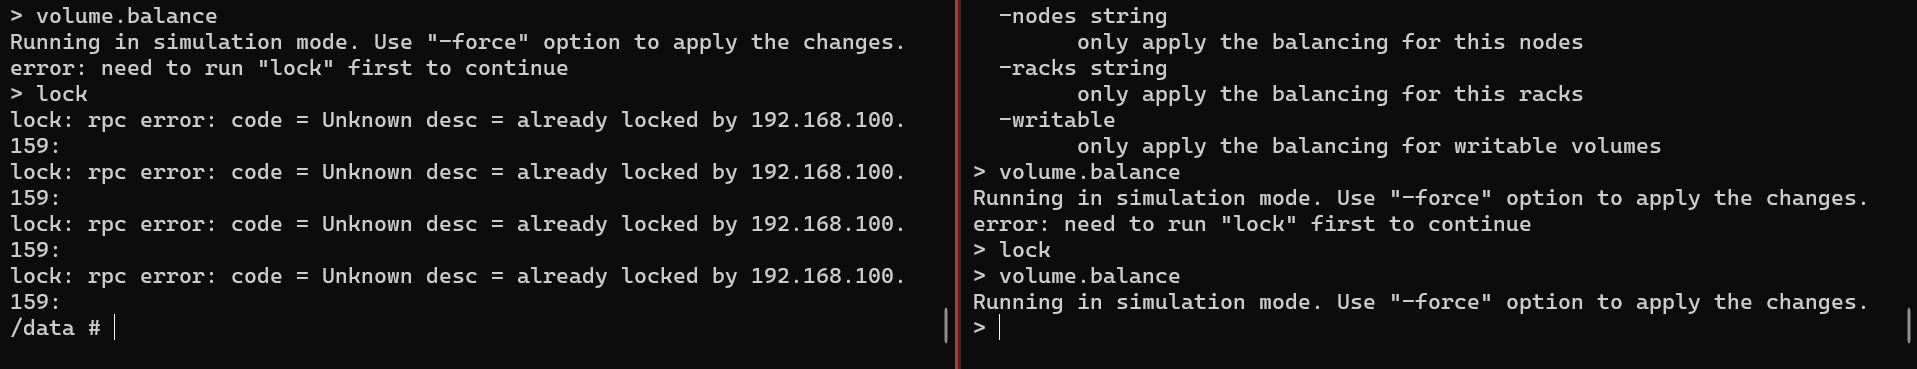 > volume.balance
Running in simulation mode. Use "-force" option to apply the changes.
error: need to run "lock" first to continue
> lock
lock: rpc error: code = Unknown desc = already locked by 192.168.100.
159:
lock: rpc error: code = Unknown desc = already locked by 192.168.100.
159:
lock: rpc error: code = Unknown desc = already locked by 192.168.100.
159:
lock: rpc error: code = Unknown desc = already locked by 192.168.100.
159:
/data #
-nodes string
only apply the balancing for this nodes
-racks string
only apply the balancing for this racks
-writable
only apply the balancing for writable volumes
> volume.balance
Running in simulation mode. Use "-force" option to apply the changes.
error: need to run "lock" first to continue
> lock
> volume.balance
Running in simulation mode. Use "-force" option to apply the changes.
>